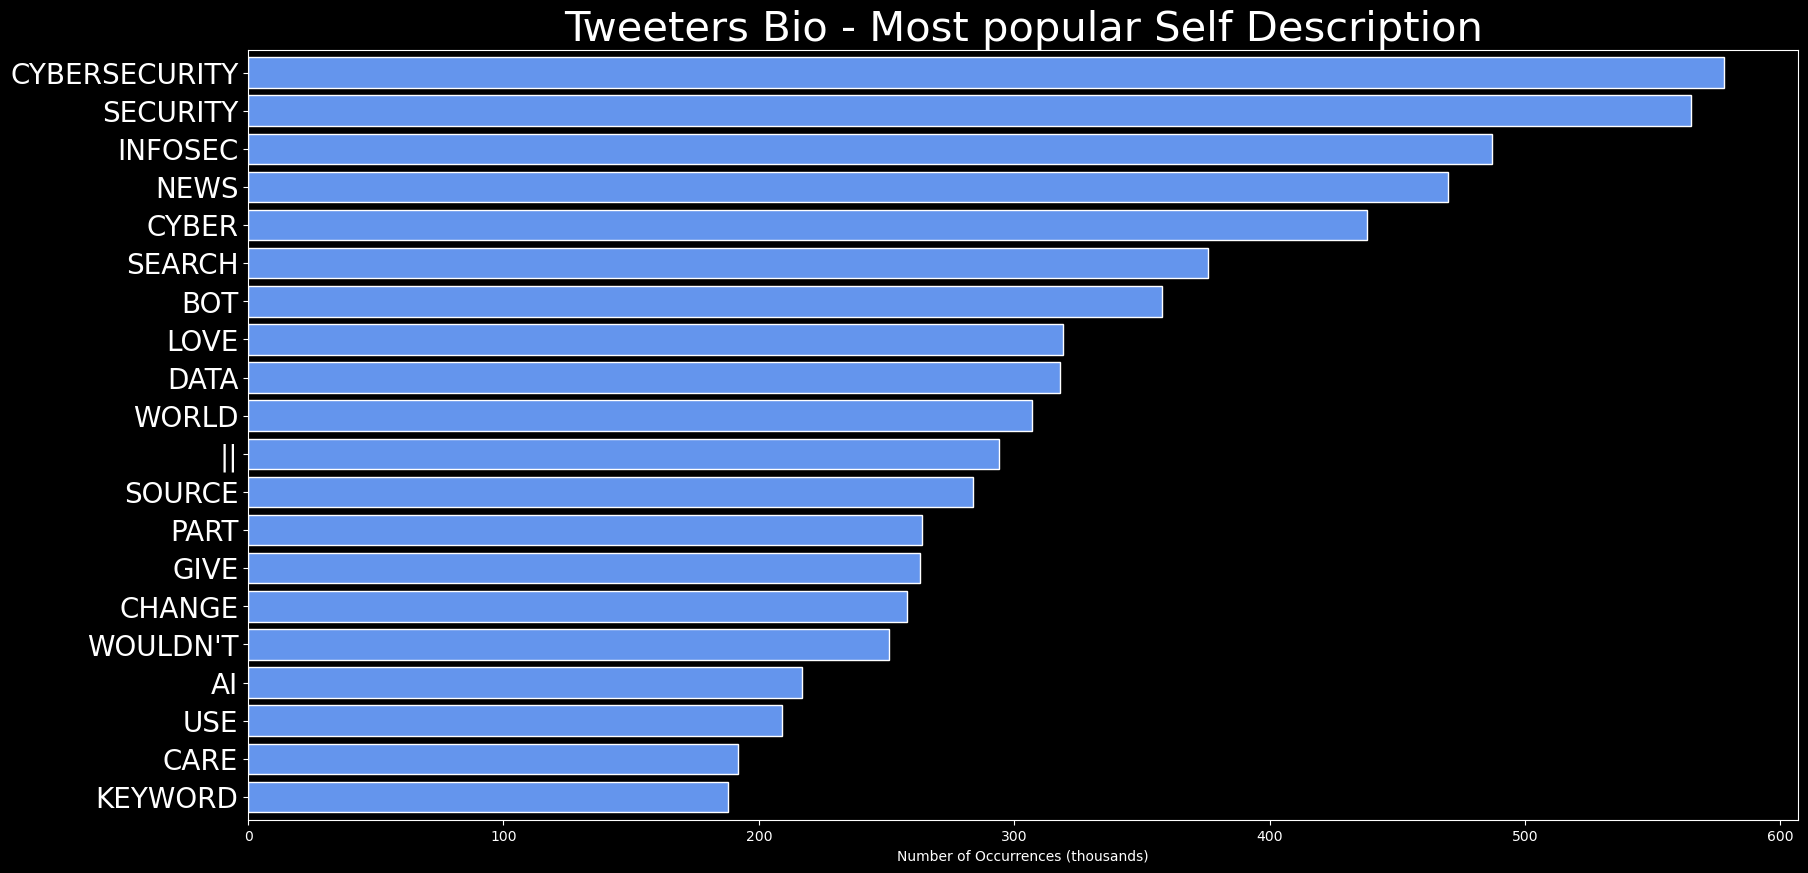 Tweeters Bio - Most popular Self Description
CYBERSECURITY
SECURITY
INFOSEC
NEWS
CYBER
SEARCH
BOT
LOVE
DATA
WORLD
||
SOURCE
PART
GIVE
CHANGE
WOULDN'T
AI
USE
CARE
KEYWORD
0 100 200 300 400 500 600
Number of Occurrences (thousands)